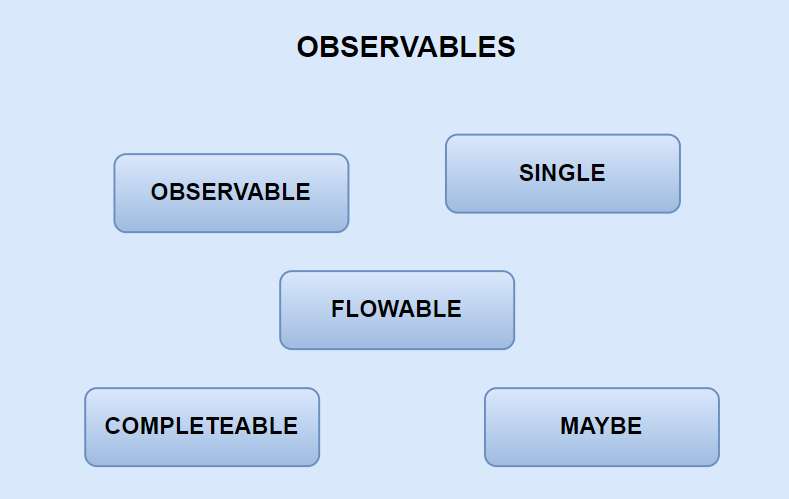 OBSERVABLES
OBSERVABLE
SINGLE
FLOWABLE
COMPLETEABLE
MAYBE